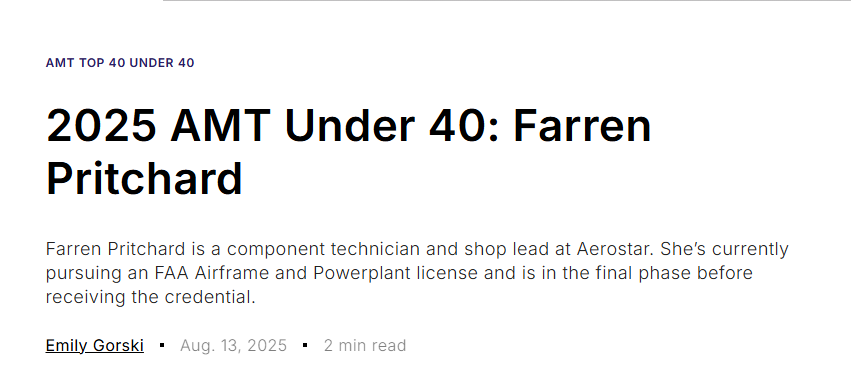 AMT TOP 40 UNDER 40
2025 AMT Under 40: Farren
Pritchard
Farren Pritchard is a component technician and shop lead at Aerostar. She’s currently
pursuing an FAA Airframe and Powerplant license and is in the final phase before
receiving the credential.
Emily Gorski ▪ Aug. 13, 2025 ▪ 2 min read